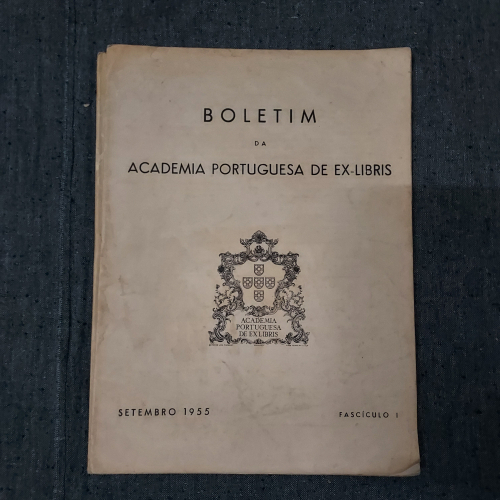 BOLETIM
DA
ACADEMIA PORTUGUESA DE EX-LIBRIS
ACADEMIA
PORTUGUESA
DE EX LIBRIS
SETEMBRO 1955
FASCÍCULO I